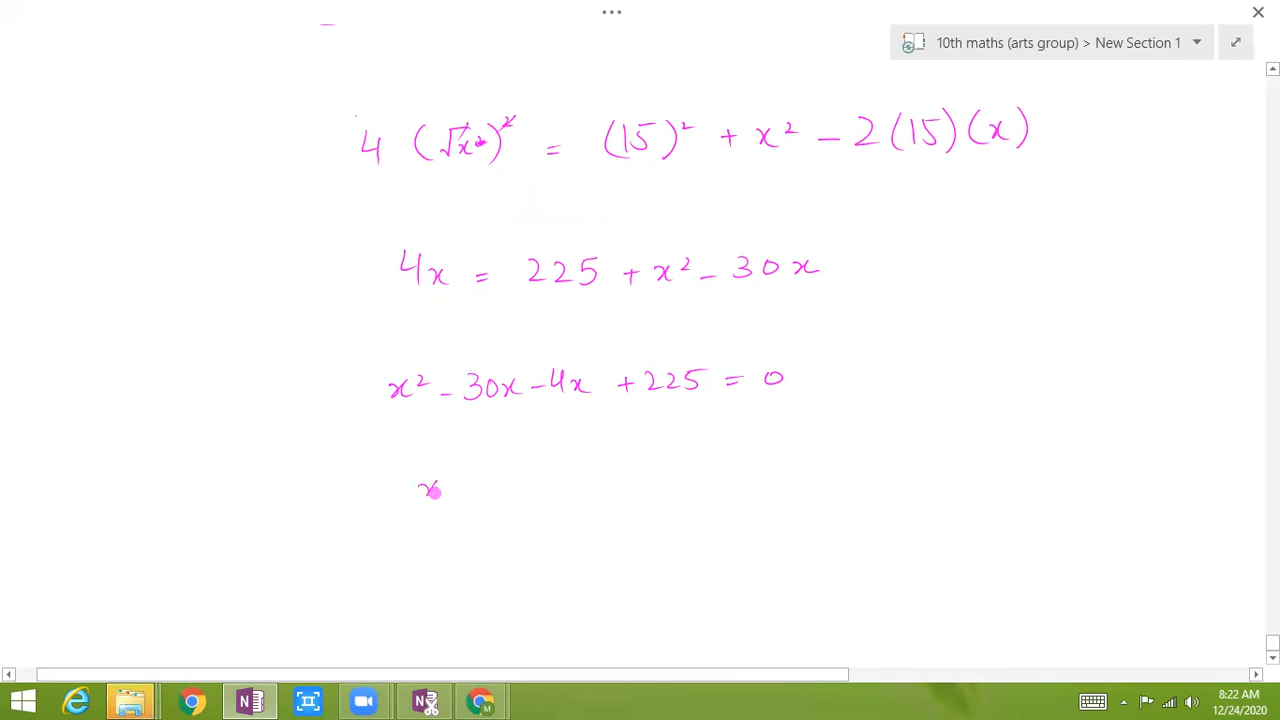 10th maths (arts group) > New Section 1
4 (√x)² = (15)² + x² - 2(15)(x)
4x = 225 + x² - 30x
x² - 30x - 4x + 225 = 0
x
8:22 AM
12/24/2020